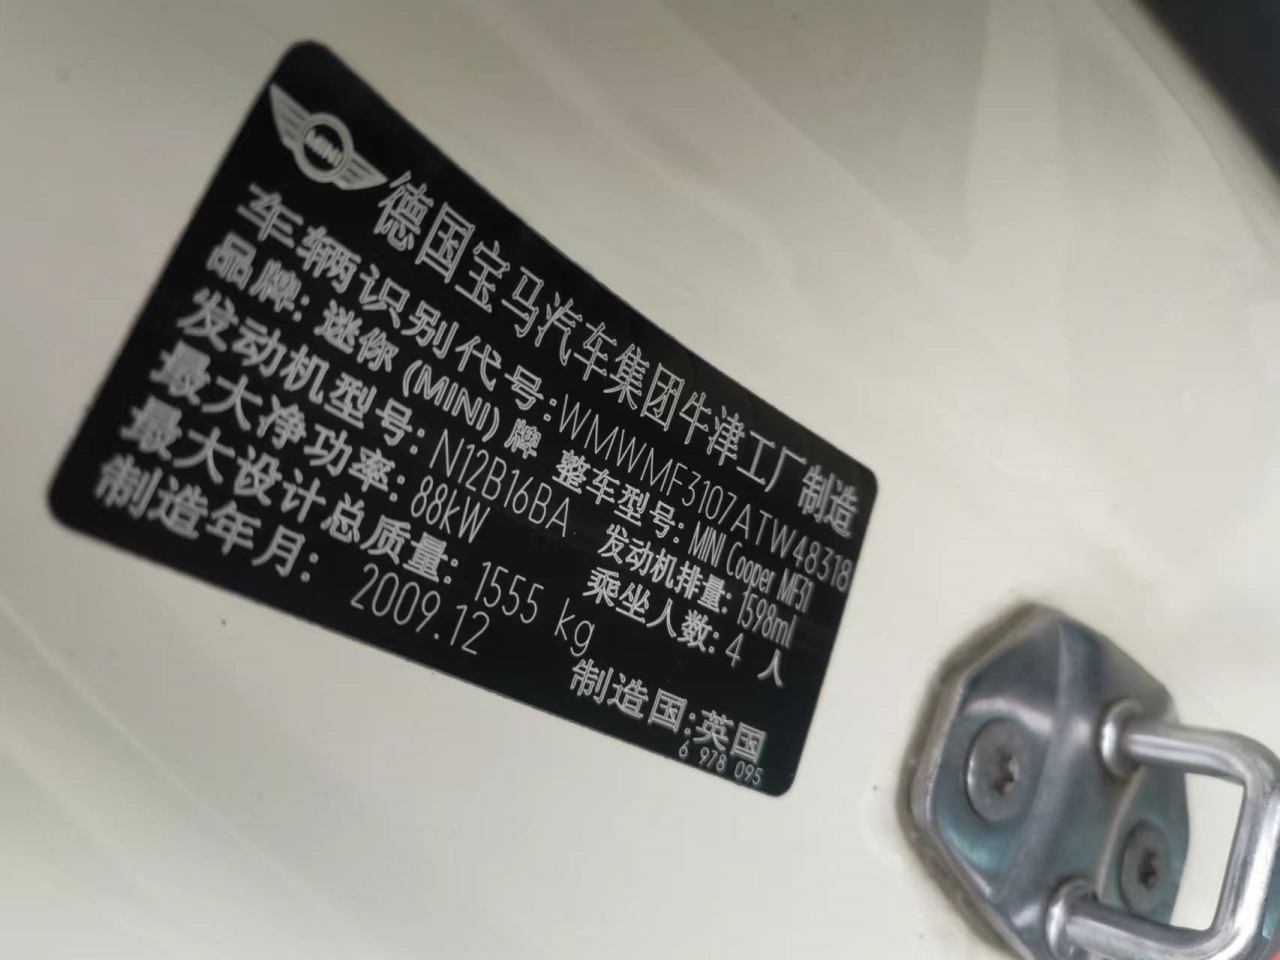 MINI
德国宝马汽车集团牛津工厂制造
车辆识别代号:WMWMF3107ATW48318
品牌: 迷你 (MINI) 牌 整车型号: MINI Cooper MF31
发动机型号: N12B16BA 发动机排量: 1598ml
最大净功率: 88kW 乘坐人数: 4 人
最大设计总质量: 1555 kg
制造年月: 2009.12 制造国:英国
6 978 095